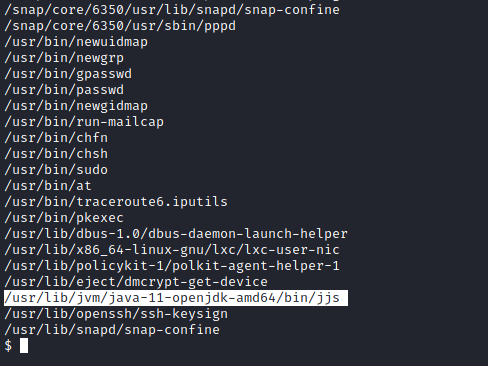 /snap/core/6350/usr/lib/snapd/snap-confine
/snap/core/6350/usr/sbin/pppd
/usr/bin/newuidmap
/usr/bin/newgrp
/usr/bin/gpasswd
/usr/bin/passwd
/usr/bin/newgidmap
/usr/bin/run-mailcap
/usr/bin/chfn
/usr/bin/chsh
/usr/bin/sudo
/usr/bin/at
/usr/bin/traceroute6.iputils
/usr/bin/pkexec
/usr/lib/dbus-1.0/dbus-daemon-launch-helper
/usr/lib/x86_64-linux-gnu/lxc/lxc-user-nic
/usr/lib/policykit-1/polkit-agent-helper-1
/usr/lib/eject/dmcrypt-get-device
/usr/lib/jvm/java-11-openjdk-amd64/bin/jjs
/usr/lib/openssh/ssh-keysign
/usr/lib/snapd/snap-confine
$